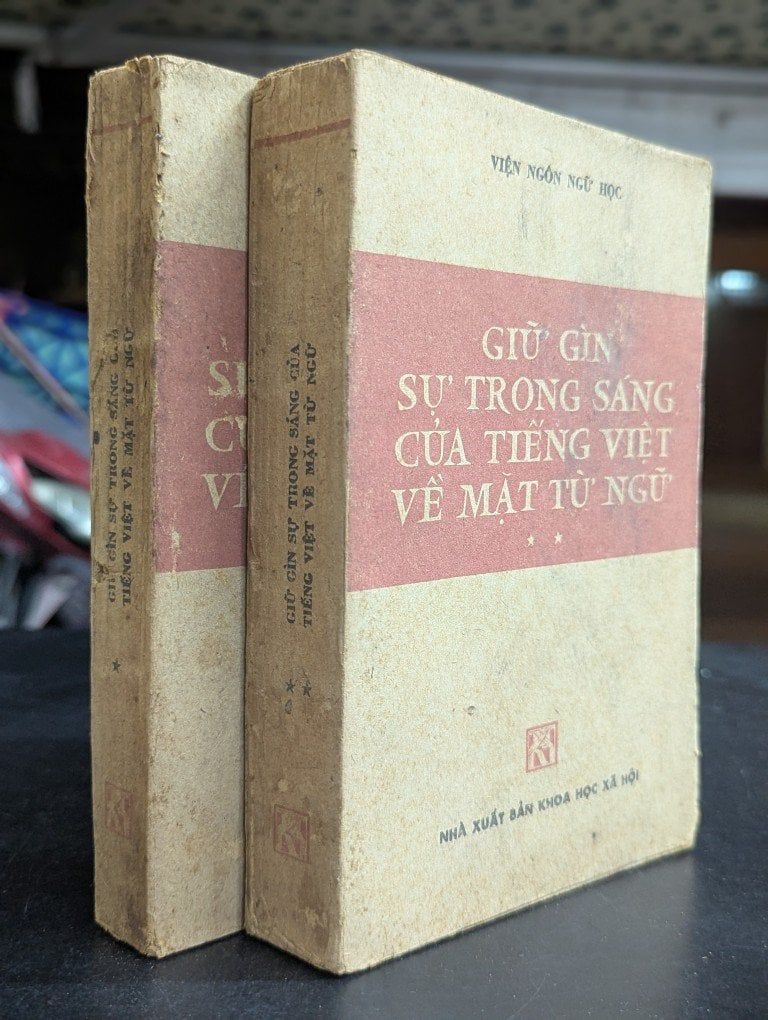 GIỮ GÌN SỰ TRONG SÁNG CỦA
TIẾNG VIỆT VỀ MẶT TỪ NGỮ
*
GIỮ GÌN SỰ TRONG SÁNG CỦA
TIẾNG VIỆT VỀ MẶT TỪ NGỮ
* *
VIỆN NGÔN NGỮ HỌC
GIỮ GÌN
SỰ TRONG SÁNG
CỦA TIẾNG VIỆT
VỀ MẶT TỪ NGỮ
* *
NHÀ XUẤT BẢN KHOA HỌC XÃ HỘI